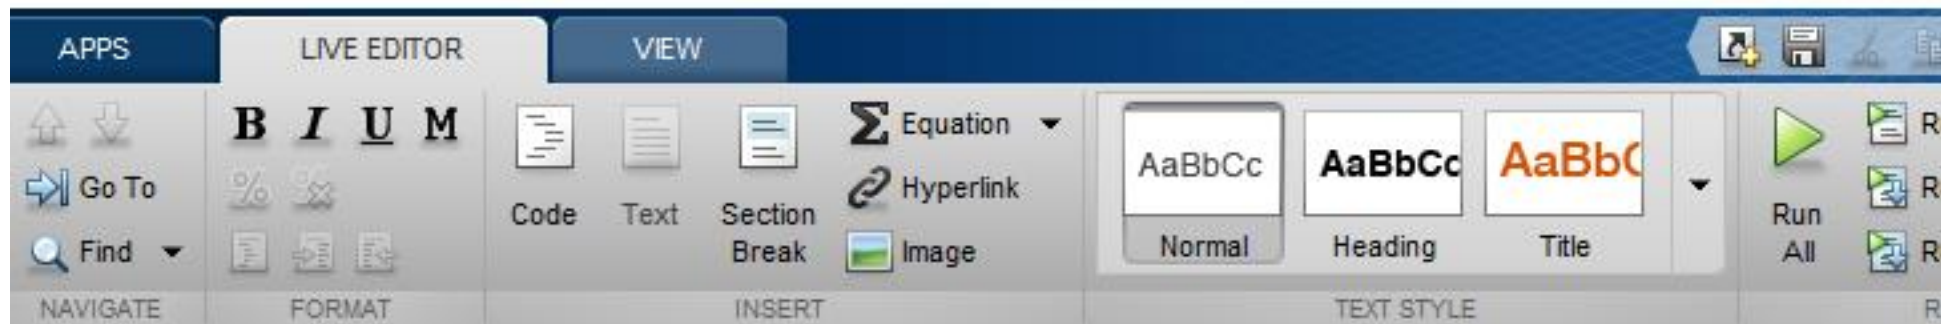 APPS LIVE EDITOR VIEW
B I U M
Equation
Go To
Hyperlink
Code Text Section
Break
Find
Image
AaBbCc AaBbCc AaBbC
Normal Heading Title
Run
All
R
R
R
NAVIGATE FORMAT INSERT TEXT STYLE R